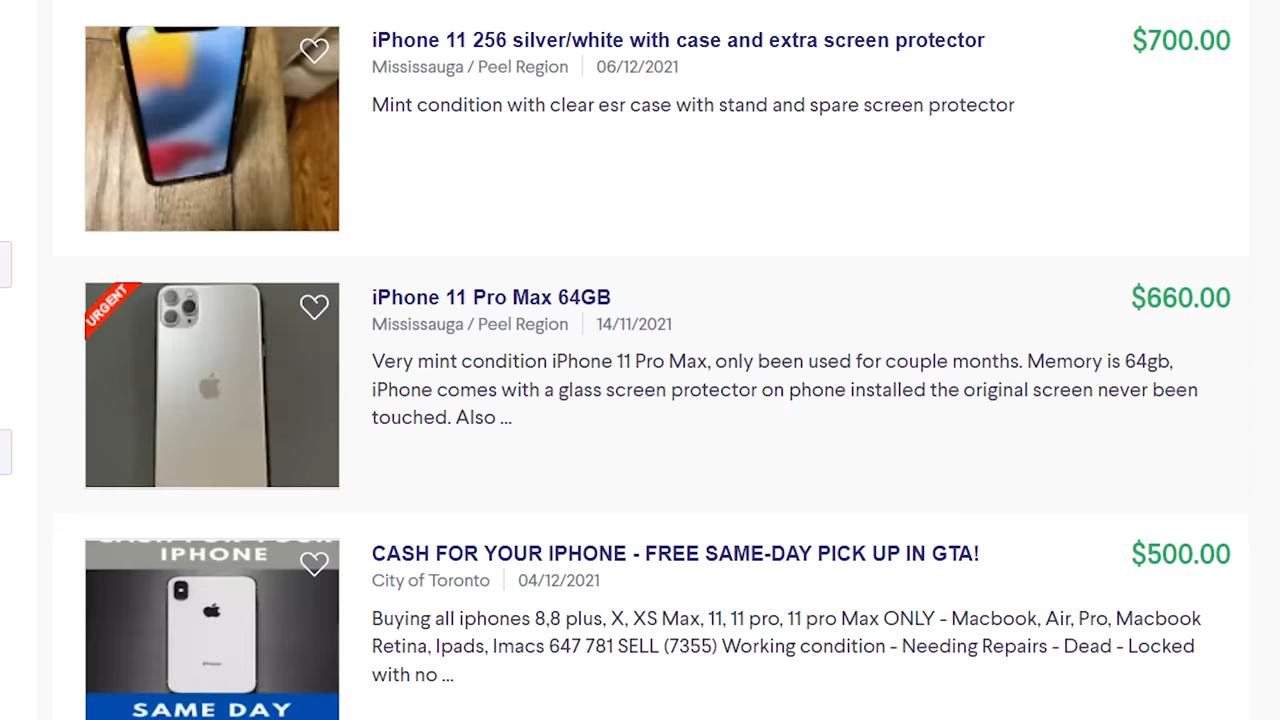 iPhone 11 256 silver/white with case and extra screen protector
$700.00
Mississauga / Peel Region
06/12/2021
Mint condition with clear esr case with stand and spare screen protector
URGENT
iPhone 11 Pro Max 64GB
$660.00
Mississauga / Peel Region
14/11/2021
Very mint condition iPhone 11 Pro Max, only been used for couple months. Memory is 64gb,
iPhone comes with a glass screen protector on phone installed the original screen never been
touched. Also ...
IPHONE
SAME DAY
CASH FOR YOUR IPHONE - FREE SAME-DAY PICK UP IN GTA!
$500.00
City of Toronto
04/12/2021
Buying all iphones 8,8 plus, X, XS Max, 11, 11 pro, 11 pro Max ONLY - Macbook, Air, Pro, Macbook
Retina, Ipads, Imacs 647 781 SELL (7355) Working condition - Needing Repairs - Dead - Locked
with no ...